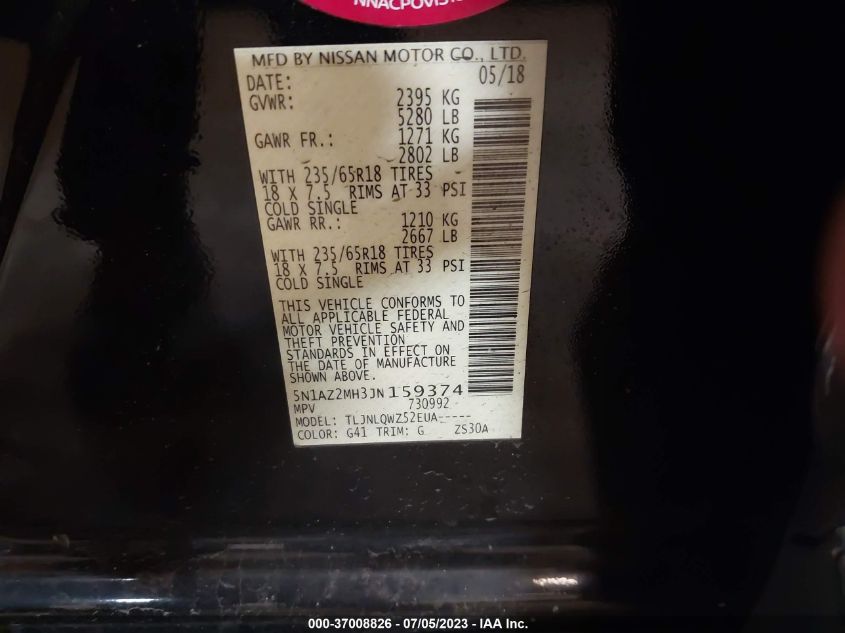 NNACPOVIS
MFD BY NISSAN MOTOR CO., LTD.
DATE: 05/18
GVWR: 2395 KG
5280 LB
GAWR FR.: 1271 KG
2802 LB
WITH 235/65R18 TIRES
18 X 7.5 RIMS AT 33 PSI
COLD SINGLE
GAWR RR.: 1210 KG
2667 LB
WITH 235/65R18 TIRES
18 X 7.5 RIMS AT 33 PSI
COLD SINGLE
THIS VEHICLE CONFORMS TO
ALL APPLICABLE FEDERAL
MOTOR VEHICLE SAFETY AND
THEFT PREVENTION
STANDARDS IN EFFECT ON
THE DATE OF MANUFACTURE
SHOWN ABOVE.
5N1AZ2MH3JN159374
MPV 730992
MODEL: TLJNLQWZ52EUA-----
COLOR: G41 TRIM: G ZS30A
000-37008826 - 07/05/2023 - IAA Inc.